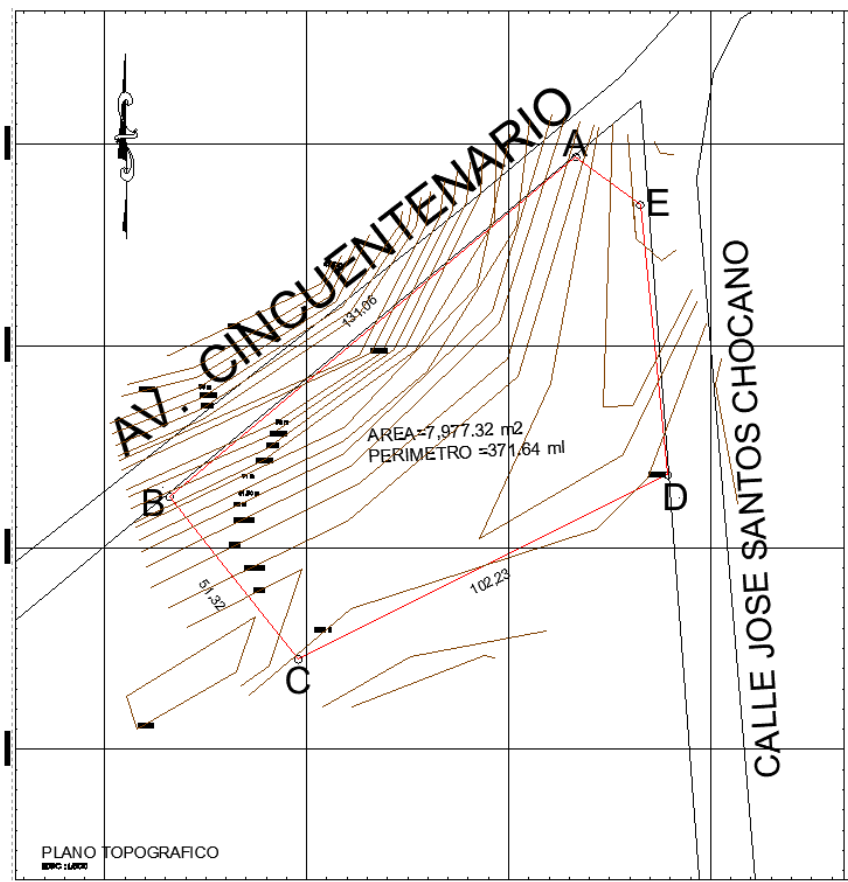 AV. CINCUENTENARIO
A
E
131,06
CALLE JOSE SANTOS CHOCANO
AREA=7,977.32 m2
PERIMETRO =371.64 ml
B
D
51,32
102,23
C
PLANO TOPOGRAFICO